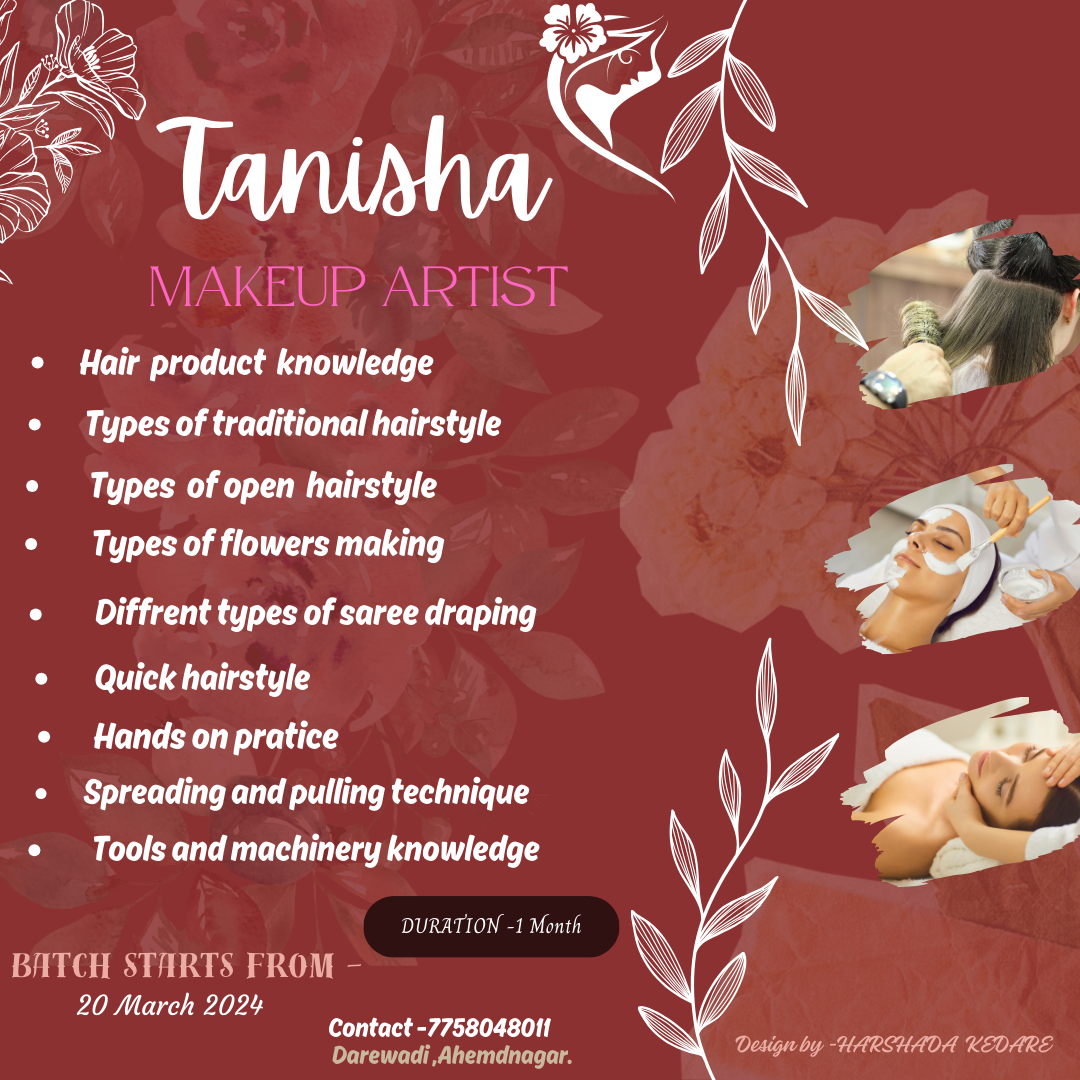 Tanisha
MAKEUP ARTIST
• Hair product knowledge
• Types of traditional hairstyle
• Types of open hairstyle
• Types of flowers making
• Diffrent types of saree draping
• Quick hairstyle
• Hands on pratice
• Spreading and pulling technique
• Tools and machinery knowledge
DURATION -1 Month
BATCH STARTS FROM -
20 March 2024
Contact -7758048011
Darewadi ,Ahemdnagar.
Design by -HARSHADA KEDARE